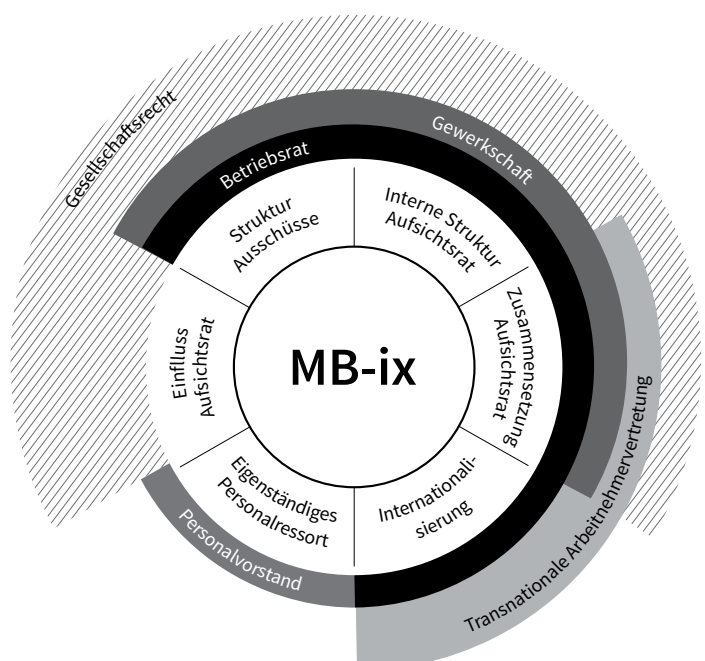 Gesellschaftsrecht
Gewerkschaft
Betriebsrat
Struktur
Ausschüsse
Interne Struktur
Aufsichtsrat
Zusammensetzung
Aufsichtsrat
Einflluss
Aufsichtsrat
MB-ix
Eigenständiges
Personalressort
Internationali-
sierung
Personalvorstand
Transnationale Arbeitnehmervertretung